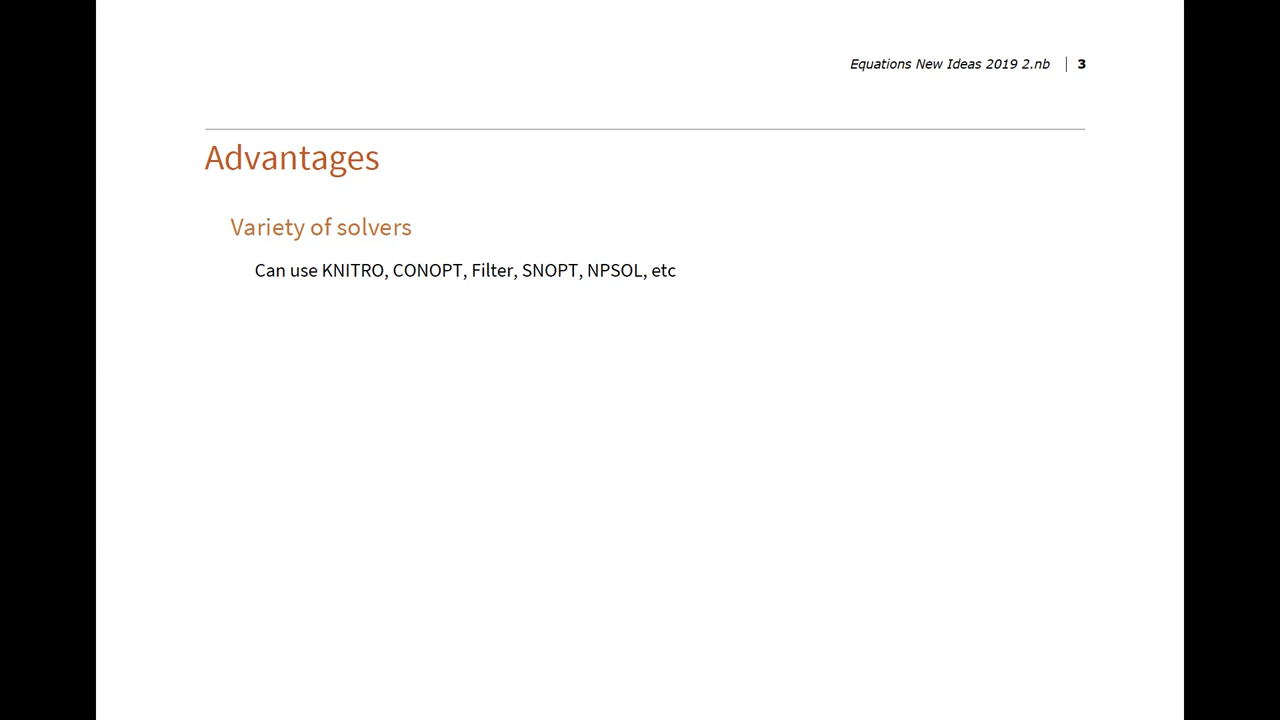 Equations New Ideas 2019 2.nb | 3
Advantages
Variety of solvers
Can use KNITRO, CONOPT, Filter, SNOPT, NPSOL, etc